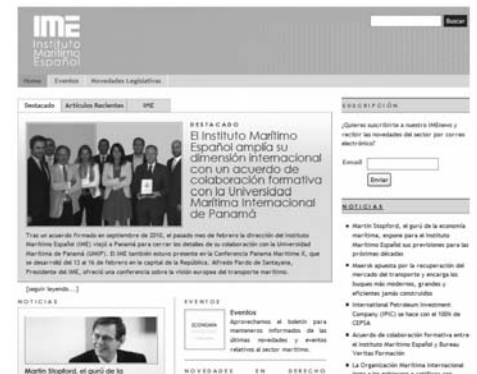 IME
Instituto
Marítimo
Español
Buscar
Home
Eventos
Novedades Legislativas
Destacado
Artículos Recientes
IME
DESTACADO
El Instituto Marítimo
Español amplía su
dimensión internacional
con un acuerdo de
colaboración formativa
con la Universidad
Marítima Internacional
de Panamá
Tras un acuerdo firmado en septiembre de 2010, el pasado mes de febrero la dirección del Instituto
Marítimo Español (IME) viajó a Panamá para cerrar los detalles de su colaboración con la Universidad
Marítima de Panamá (UMIP). El IME también estuvo presente en la Conferencia Panama Maritime X, que
se desarrolló del 13 al 16 de febrero en la capital de la República. Alfredo Pardo de Santayana,
Presidente del IME, ofreció una conferencia sobre la visión europea del transporte marítimo.
[seguir leyendo...]
NOTICIAS
Martin Stopford, el gurú de la
EVENTOS
ECONOMÍA
Eventos
Aprovechamos el boletín para
manteneros informados de las
últimas novedades y eventos
relativos al sector marítimo.
NOVEDADES EN DERECHO
SUSCRIPCIÓN
¿Quieres suscribirte a nuestro IMEnews y
recibir las novedades del sector por correo
electrónico?
Email
Enviar
NOTICIAS
Martin Stopford, el gurú de la economía
marítima, expone para el Instituto
Marítimo Español sus previsiones para las
próximas décadas
Maersk apuesta por la recuperación del
mercado del transporte y encarga los
buques más modernos, grandes y
eficientes jamás construidos
International Petroleum Investment
Company (IPIC) se hace con el 100% de
CEPSA
Acuerdo de colaboración formativa entre
el Instituto Marítimo Español y Bureau
Veritas Formación
La Organización Marítima Internacional